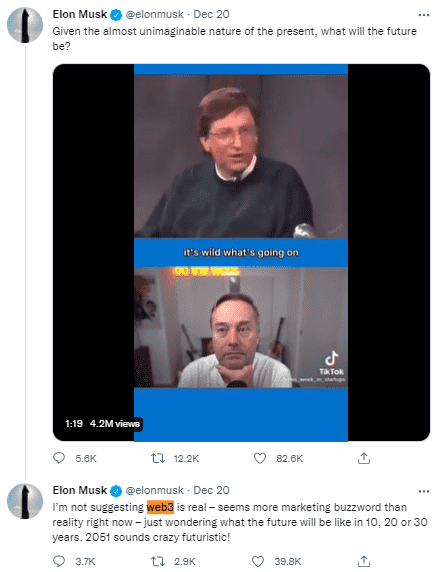 Elon Musk @elonmusk · Dec 20
Given the almost unimaginable nature of the present, what will the future
be?
it's wild what's going on
TikTok
1:19 4.2M views
5.6K 12.2K 82.6K
Elon Musk @elonmusk · Dec 20
I'm not suggesting web3 is real – seems more marketing buzzword than
reality right now – just wondering what the future will be like in 10, 20 or 30
years. 2051 sounds crazy futuristic!
3.7K 2.9K 39.8K